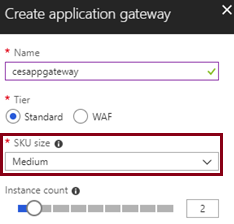 Create application gateway
* Name
cesappgateway
* Tier
Standard WAF
* SKU size
Medium
Instance count
2